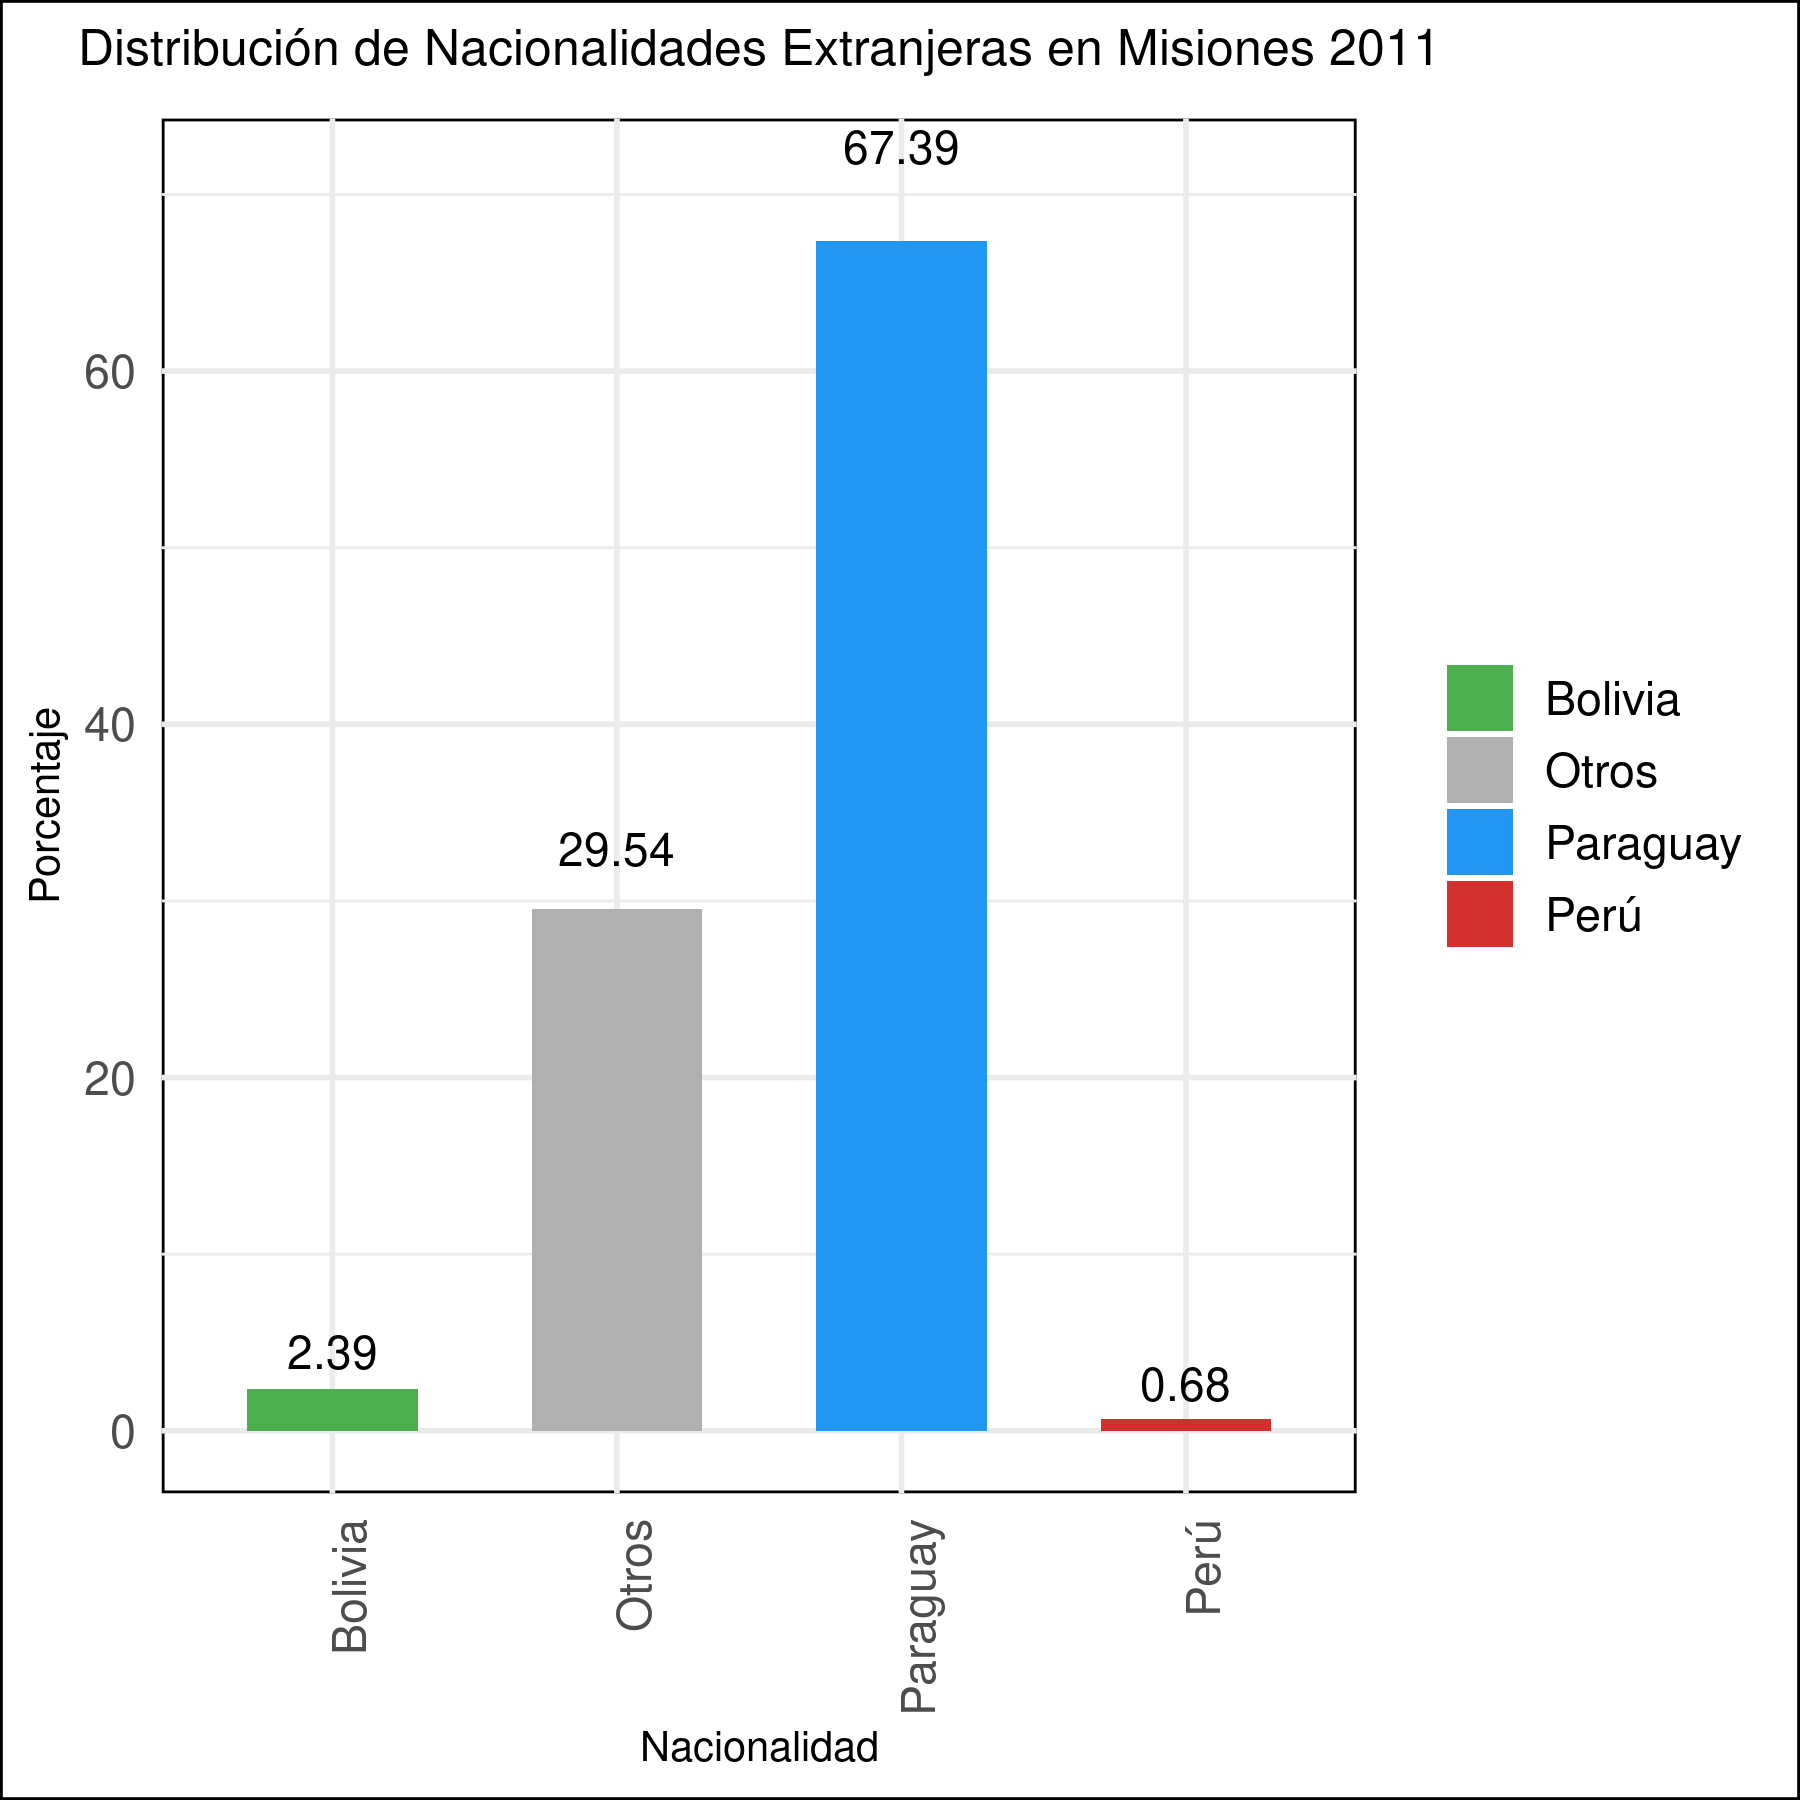 Distribución de Nacionalidades Extranjeras en Misiones 2011
67.39
60
40
29.54
20
2.39
0.68
0
Porcentaje
Bolivia
Otros
Paraguay
Perú
Nacionalidad
Bolivia
Otros
Paraguay
Perú